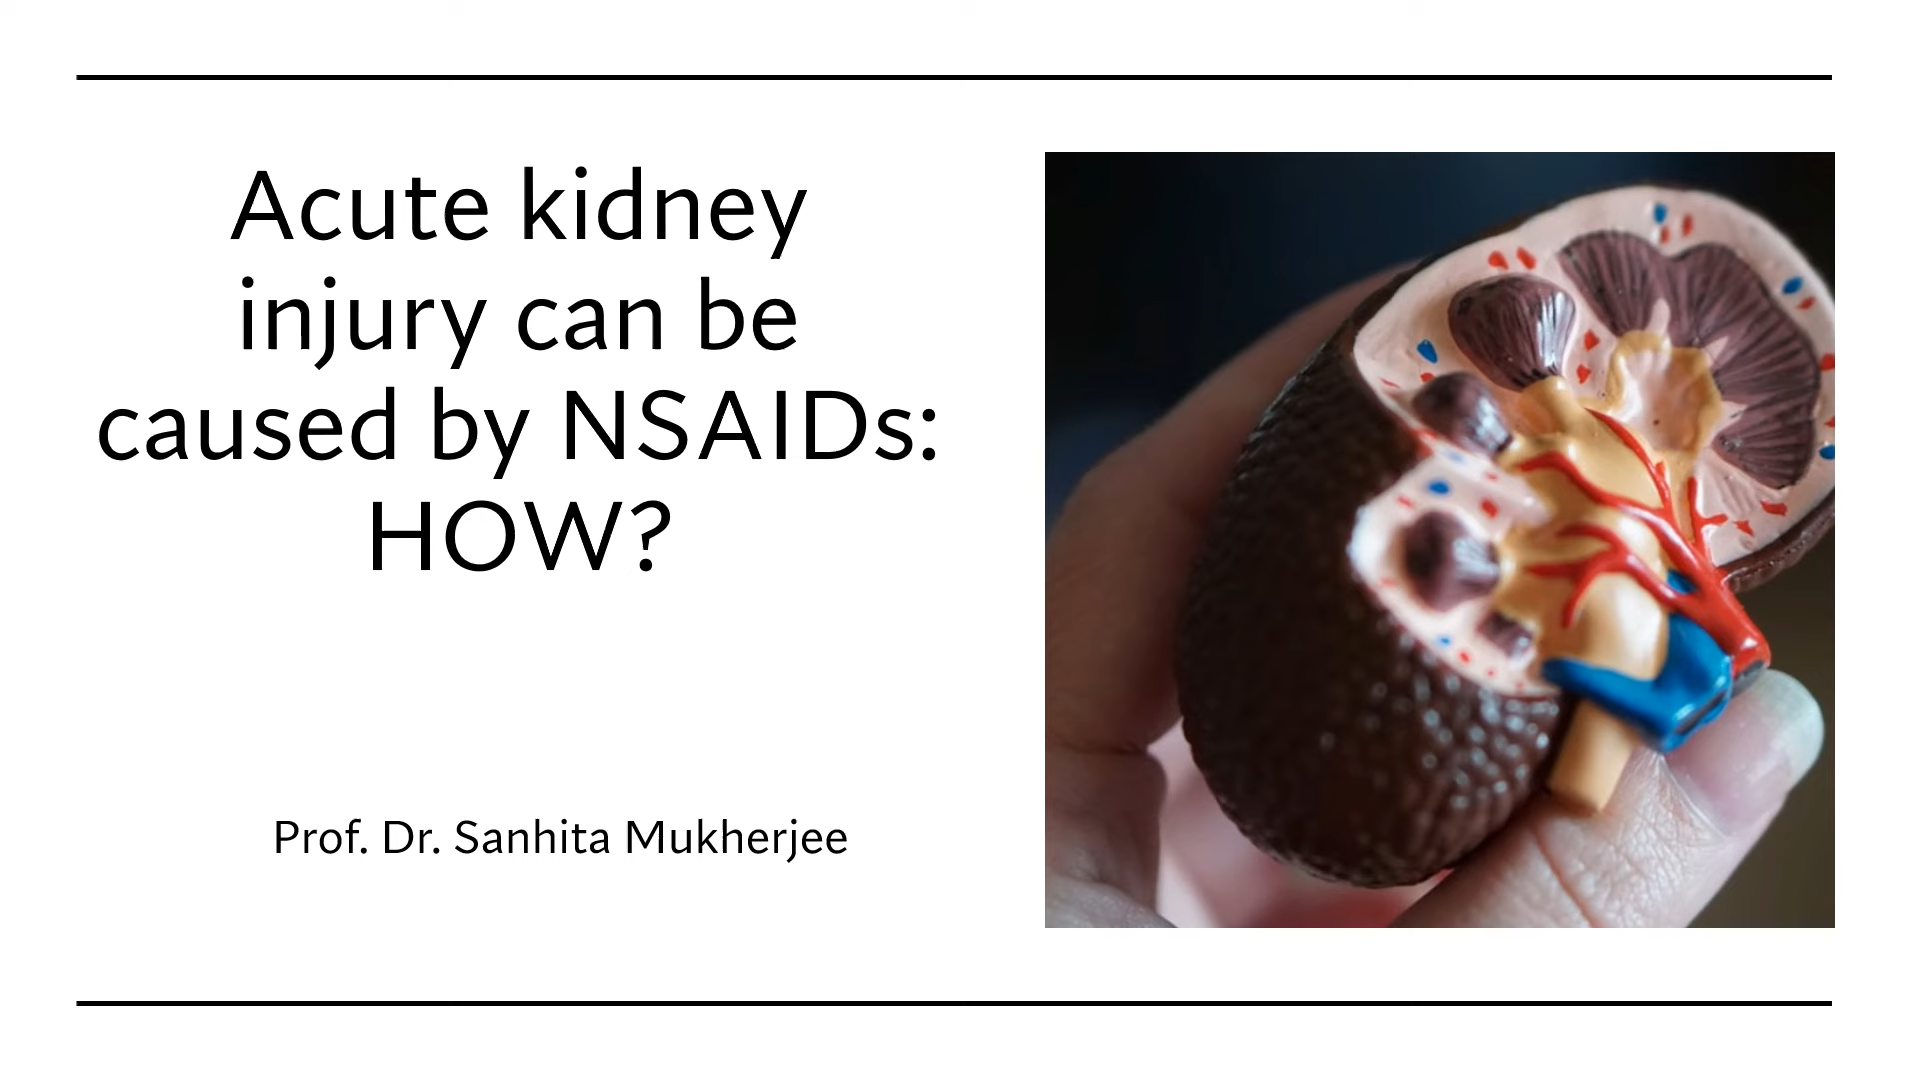 Acute kidney
injury can be
caused by NSAIDs:
HOW?
Prof. Dr. Sanhita Mukherjee